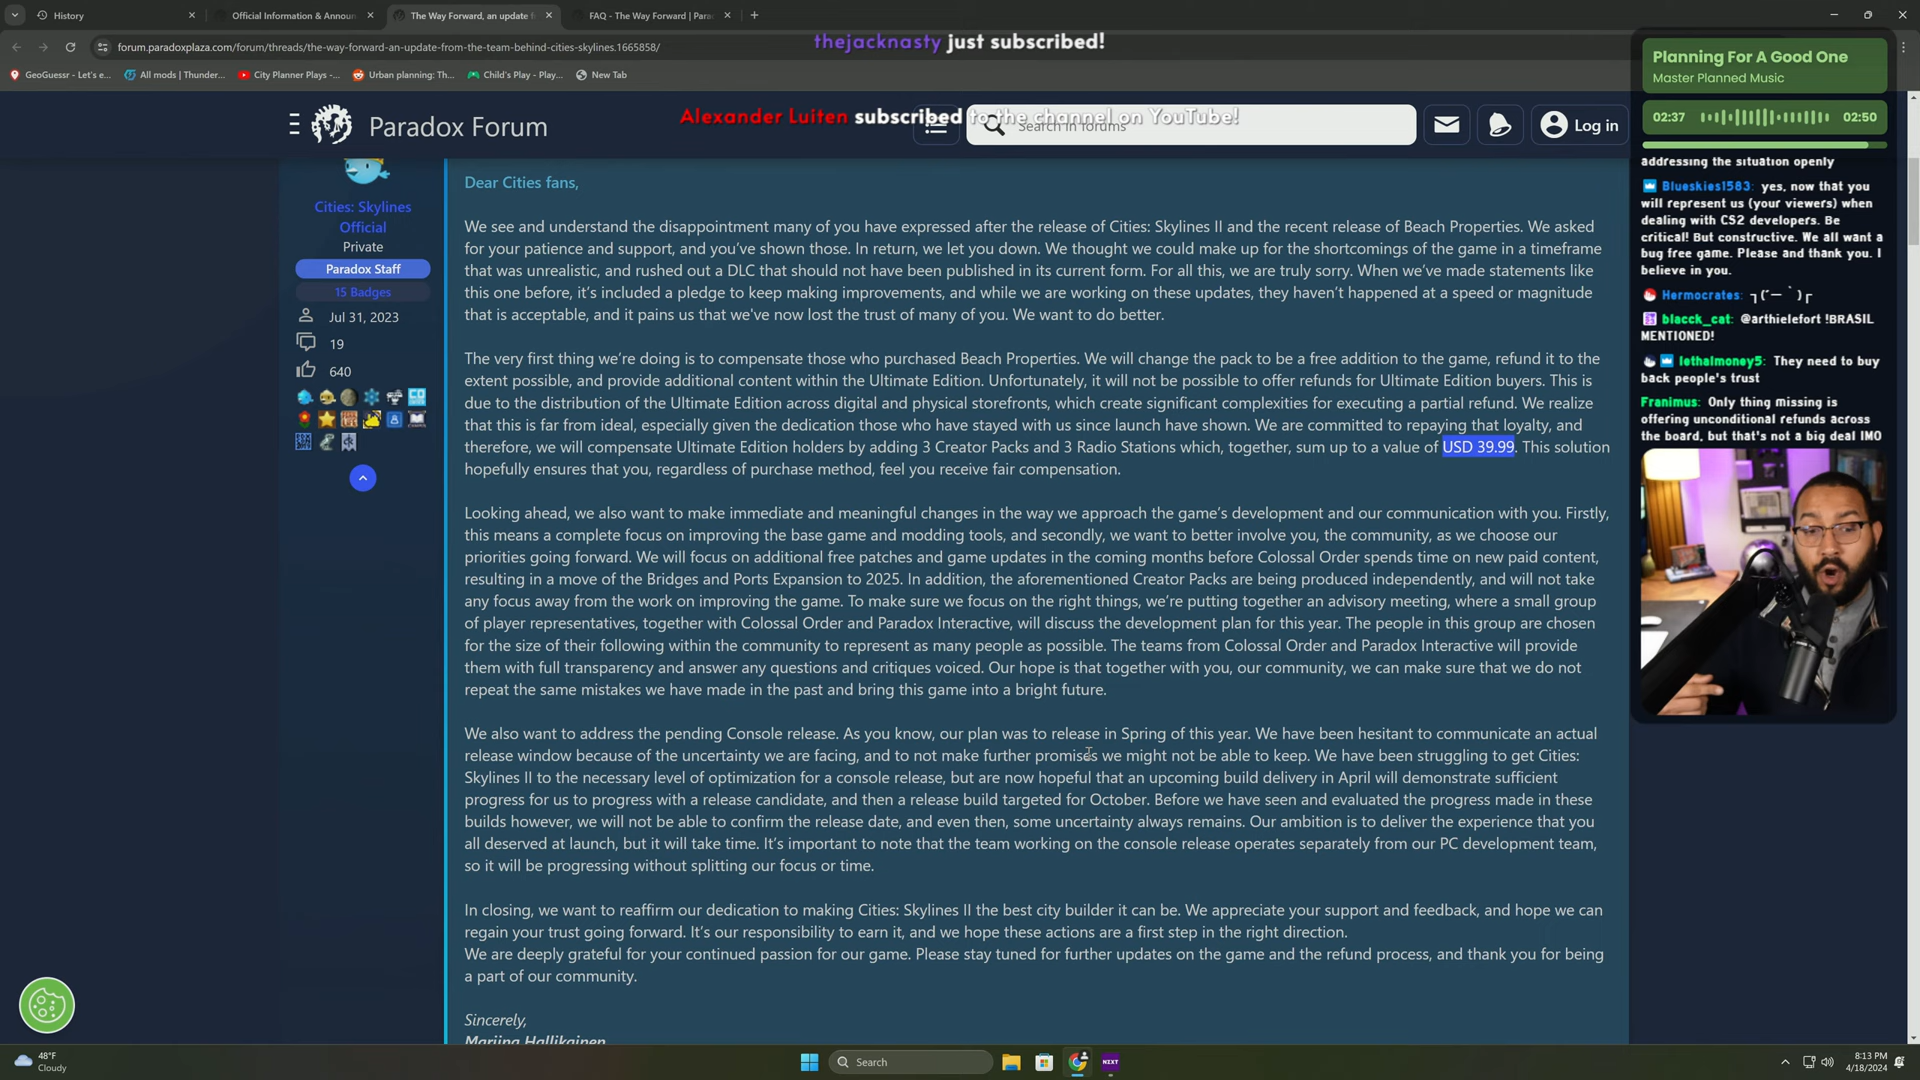 History
Official Information & Announ
The Way Forward, an update f
FAQ - The Way Forward | Para
thejacknasty just subscribed!
forum.paradoxplaza.com/forum/threads/the-way-forward-an-update-from-the-team-behind-cities-skylines.1665858/
GeoGuessr - Let's e...
All mods | Thunder...
City Planner Plays -...
Urban planning: Th...
Child's Play - Play...
New Tab
Planning For A Good One
Master Planned Music
02:37
02:50
Alexander Luiten subscribed to the channel on YouTube!
Paradox Forum
Search in forums
Log in
Cities: Skylines
Official
Private
Paradox Staff
15 Badges
Jul 31, 2023
19
640
Dear Cities fans,
We see and understand the disappointment many of you have expressed after the release of Cities: Skylines II and the recent release of Beach Properties. We asked
for your patience and support, and you've shown those. In return, we let you down. We thought we could make up for the shortcomings of the game in a timeframe
that was unrealistic, and rushed out a DLC that should not have been published in its current form. For all this, we are truly sorry. When we've made statements like
this one before, it's included a pledge to keep making improvements, and while we are working on these updates, they haven't happened at a speed or magnitude
that is acceptable, and it pains us that we've now lost the trust of many of you. We want to do better.
The very first thing we're doing is to compensate those who purchased Beach Properties. We will change the pack to be a free addition to the game, refund it to the
extent possible, and provide additional content within the Ultimate Edition. Unfortunately, it will not be possible to offer refunds for Ultimate Edition buyers. This is
due to the distribution of the Ultimate Edition across digital and physical storefronts, which create significant complexities for executing a partial refund. We realize
that this is far from ideal, especially given the dedication those who have stayed with us since launch have shown. We are committed to repaying that loyalty, and
therefore, we will compensate Ultimate Edition holders by adding 3 Creator Packs and 3 Radio Stations which, together, sum up to a value of USD 39.99. This solution
hopefully ensures that you, regardless of purchase method, feel you receive fair compensation.
Looking ahead, we also want to make immediate and meaningful changes in the way we approach the game's development and our communication with you. Firstly,
this means a complete focus on improving the base game and modding tools, and secondly, we want to better involve you, the community, as we choose our
priorities going forward. We will focus on additional free patches and game updates in the coming months before Colossal Order spends time on new paid content,
resulting in a move of the Bridges and Ports Expansion to 2025. In addition, the aforementioned Creator Packs are being produced independently, and will not take
any focus away from the work on improving the game. To make sure we focus on the right things, we're putting together an advisory meeting, where a small group
of player representatives, together with Colossal Order and Paradox Interactive, will discuss the development plan for this year. The people in this group are chosen
for the size of their following within the community to represent as many people as possible. The teams from Colossal Order and Paradox Interactive will provide
them with full transparency and answer any questions and critiques voiced. Our hope is that together with you, our community, we can make sure that we do not
repeat the same mistakes we have made in the past and bring this game into a bright future.
We also want to address the pending Console release. As you know, our plan was to release in Spring of this year. We have been hesitant to communicate an actual
release window because of the uncertainty we are facing, and to not make further promises we might not be able to keep. We have been struggling to get Cities:
Skylines II to the necessary level of optimization for a console release, but are now hopeful that an upcoming build delivery in April will demonstrate sufficient
progress for us to progress with a release candidate, and then a release build targeted for October. Before we have seen and evaluated the progress made in these
builds however, we will not be able to confirm the release date, and even then, some uncertainty always remains. Our ambition is to deliver the experience that you
all deserved at launch, but it will take time. It's important to note that the team working on the console release operates separately from our PC development team,
so it will be progressing without splitting our focus or time.
In closing, we want to reaffirm our dedication to making Cities: Skylines II the best city builder it can be. We appreciate your support and feedback, and hope we can
regain your trust going forward. It's our responsibility to earn it, and we hope these actions are a first step in the right direction.
We are deeply grateful for your continued passion for our game. Please stay tuned for further updates on the game and the refund process, and thank you for being
a part of our community.
Sincerely,
Mariina Hallikainen
addressing the situation openly
Blueskies1583: yes, now that you
will represent us (your viewers) when
dealing with CS2 developers. Be
critical! But constructive. We all want a
bug free game. Please and thank you. I
believe in you.
Hermocrates:
blacck_cat: @arthielefort !BRASIL
MENTIONED!
lethalmoney5: They need to buy
back people's trust
Franimus: Only thing missing is
offering unconditional refunds across
the board, but that's not a big deal IMO
48°F
Cloudy
Search
NIXT
8:13 PM
4/18/2024